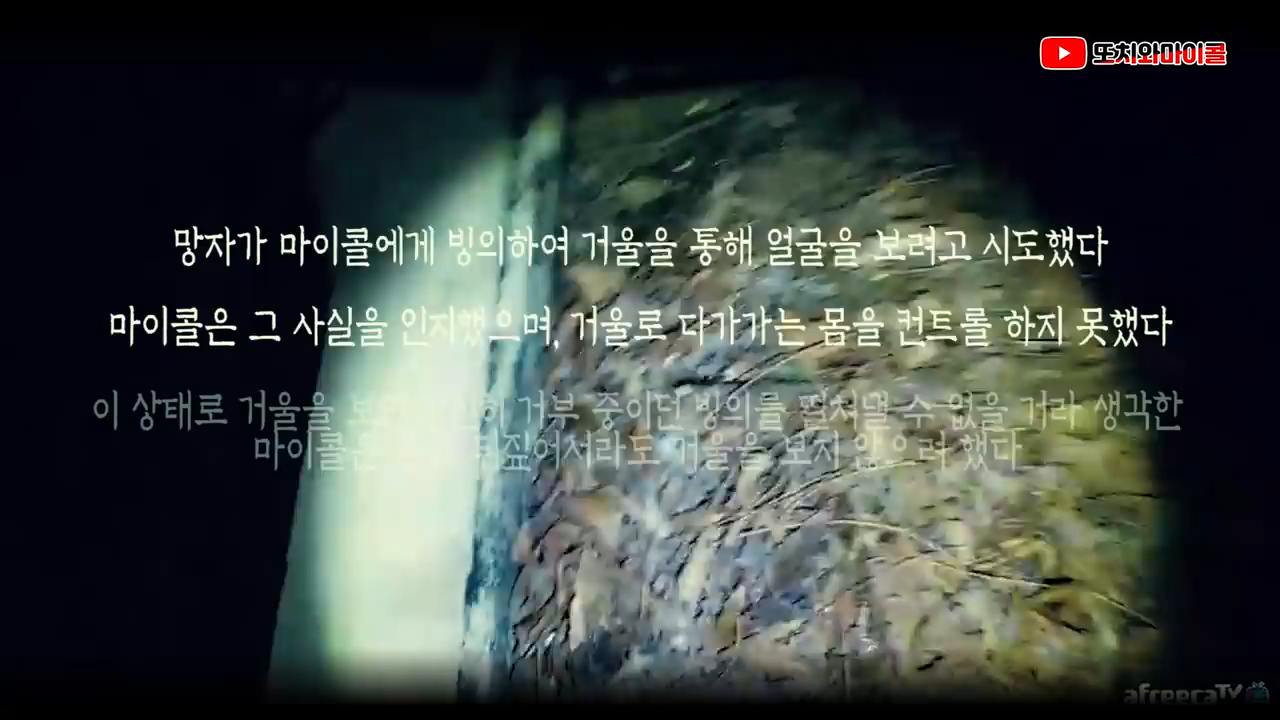 또치와마이콜
망자가 마이콜에게 빙의하여 거울을 통해 얼굴을 보려고 시도했다
마이콜은 그 사실을 인지했으며, 거울로 다가가는 몸을 컨트롤 하지 못했다
이 상태로 거울을 거부 중이던 빙의를 떨쳐낼 수 없을 거라 생각한
마이콜은 뒤짚어서라도 거울을 보지 않으려 했다
afreecaTV